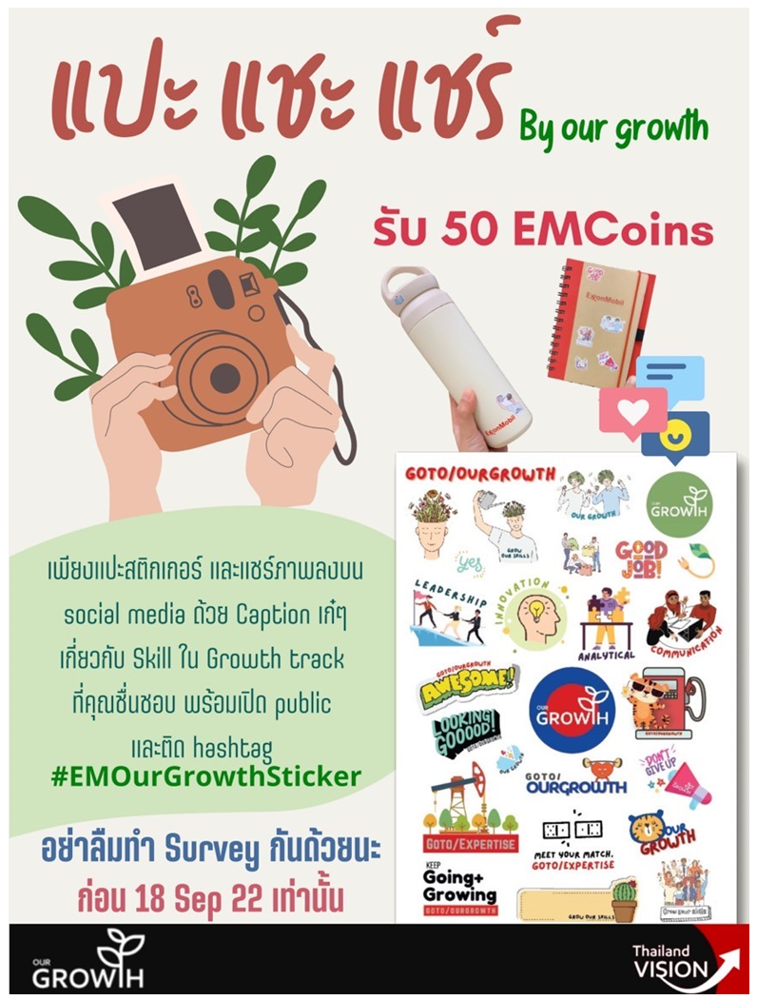 แปะ แชะ แชร์
By our growth
รับ 50 EMCoins
GOOD JOB!
ExxonMobil
ExxonMobil
GOTO/OURGROWTH
OUR GROWTH
OUR
GROWTH
GROW
OUR SKILLS
yes
GOOD
JOB!
LEADERSHIP
INNOVATION
ANALYTICAL
COMMUNICATION
GOTO/OURGROWTH
AWESOME!!
OUR
GROWTH
GOTO/OURGROWTH
LOOKING
GOOOOD!
GOTO/OURGROWTH
OUR GROWTH
GOTO/
OURGROWTH
DON'T
GIVE UP
GOTO/EXPERTISE
MEET YOUR MATCH.
GOTO/EXPERTISE
OUR
GROWTH
KEEP
Going+
Growing
GOTO/OURGROWTH
GROW OUR SKILLS
Grow your skills
เพียงแปะสติกเกอร์ และแชร์ภาพลงบน
social media ด้วย Caption เก๋ๆ
เกี่ยวกับ Skill ใน Growth track
ที่คุณชื่นชอบ พร้อมเปิด public
และติด hashtag
#EMOurGrowthSticker
อย่าลืมทำ Survey กันด้วยนะ
ก่อน 18 Sep 22 เท่านั้น
OUR
GROWTH
Thailand
VISION